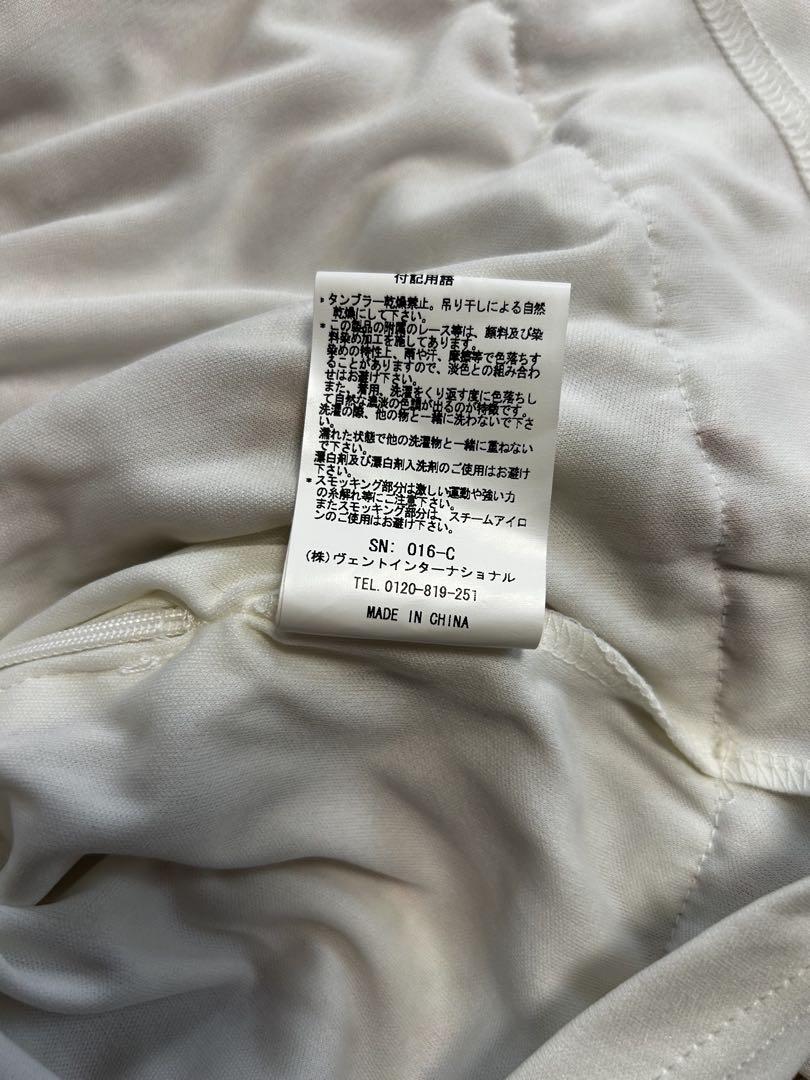 付記用語
*タンブラー乾燥禁止。吊り干しによる自然
乾燥にして下さい。
*この製品の附属のレース等は、顔料及び染
料染め加工を施してあります。
染めの特性上、雨や汗、摩擦等で色落ちす
ることがありますので、淡色との組み合わ
せはお避け下さい。
また、着用、洗濯をくり返す度に色落ちし
て自然な濃淡の色調が出るのが特徴です。
洗濯の際、他の物と一緒に洗わないで下さ
い。
濡れた状態で他の洗濯物と一緒に重ねない
で下さい。
漂白剤及び漂白剤入洗剤のご使用はお避け
下さい。
*スモッキング部分は激しい運動や強い力
の糸解れ等にご注意下さい。
またスモッキング部分は、スチームアイロ
ンのご使用はお避け下さい。
SN: 016-C
(株)ヴェントインターナショナル
TEL.0120-819-251
MADE IN CHINA